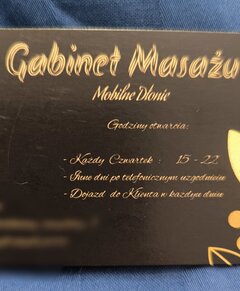 Gabinet Masażu
Mobilne Dłonie
Godziny otwarcia:
- Każdy Czwartek : 15 - 22
- Inne dni po telefonicznym uzgodnieniu
- Dojazd do Klienta w każdym dniu